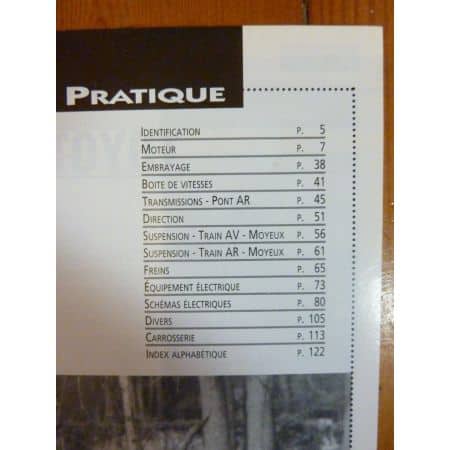 PRATIQUE
IDENTIFICATION P. 5
MOTEUR P. 7
EMBRAYAGE P. 38
BOITE DE VITESSES P. 41
TRANSMISSIONS - PONT AR P. 45
DIRECTION P. 51
SUSPENSION - TRAIN AV - MOYEUX P. 56
SUSPENSION - TRAIN AR - MOYEUX P. 61
FREINS P. 65
ÉQUIPEMENT ÉLECTRIQUE P. 73
SCHÉMAS ÉLECTRIQUES P. 80
DIVERS P. 105
CARROSSERIE P. 113
INDEX ALPHABÉTIQUE P. 122